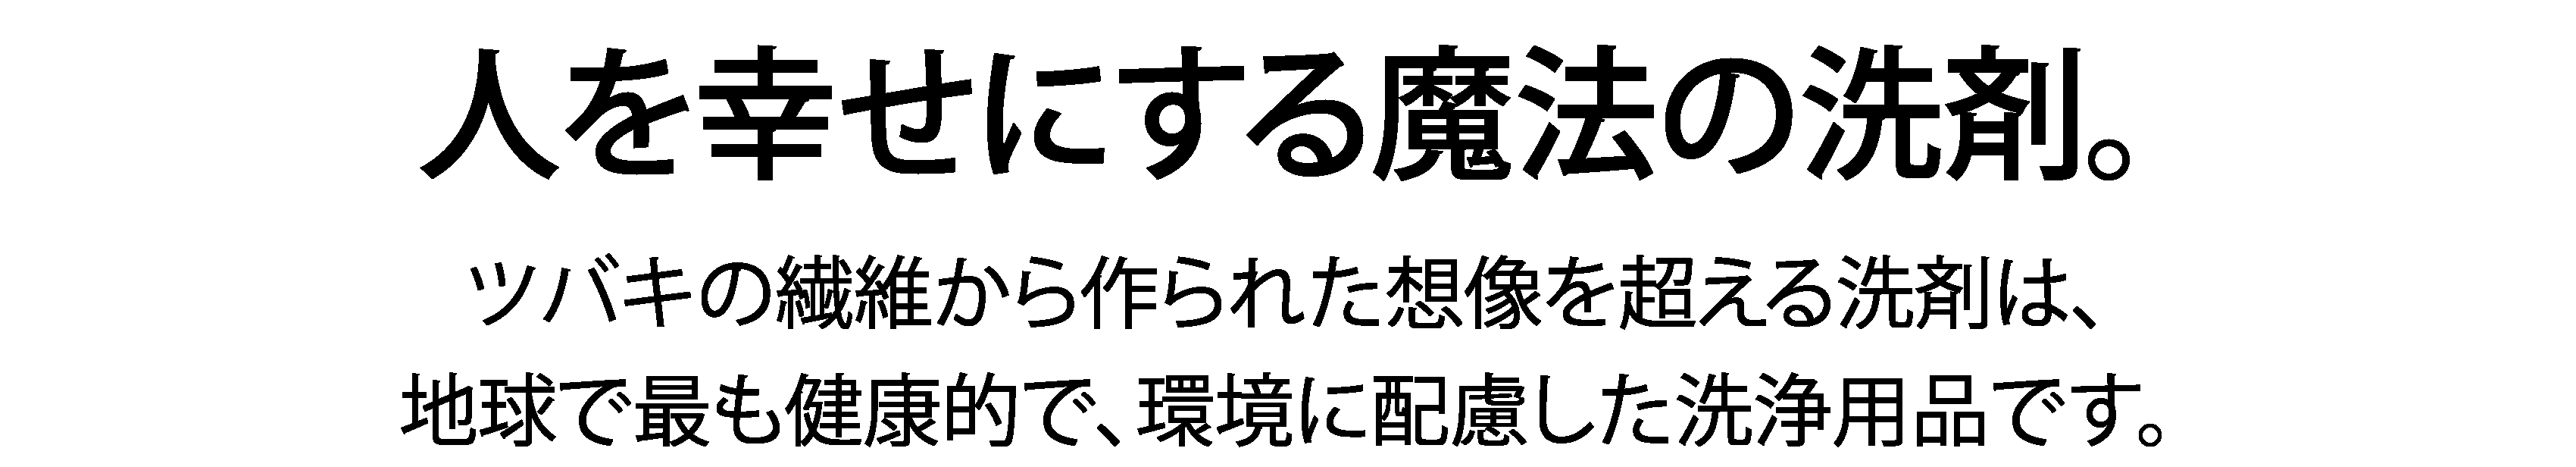 人を幸せにする魔法の洗剤。
ツバキの繊維から作られた想像を超える洗剤は、
地球で最も健康的で、環境に配慮した洗浄用品です。